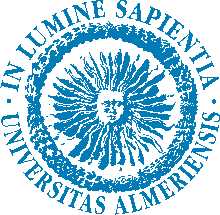 · IN LUMINE SAPIENTIA ·
UNIVERSITAS ALMERIENSIS